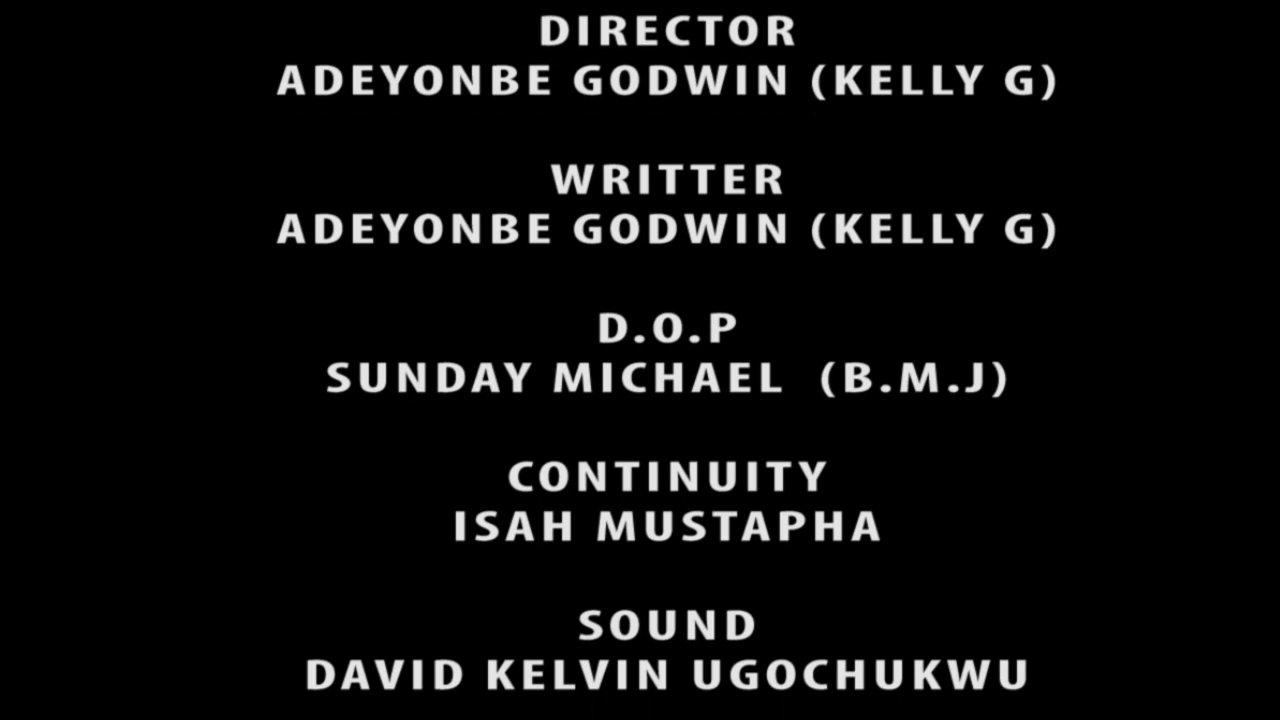 DIRECTOR
ADEYONBE GODWIN (KELLY G)
WRITTER
ADEYONBE GODWIN (KELLY G)
D.O.P
SUNDAY MICHAEL (B.M.J)
CONTINUITY
ISAH MUSTAPHA
SOUND
DAVID KELVIN UGOCHUKWU